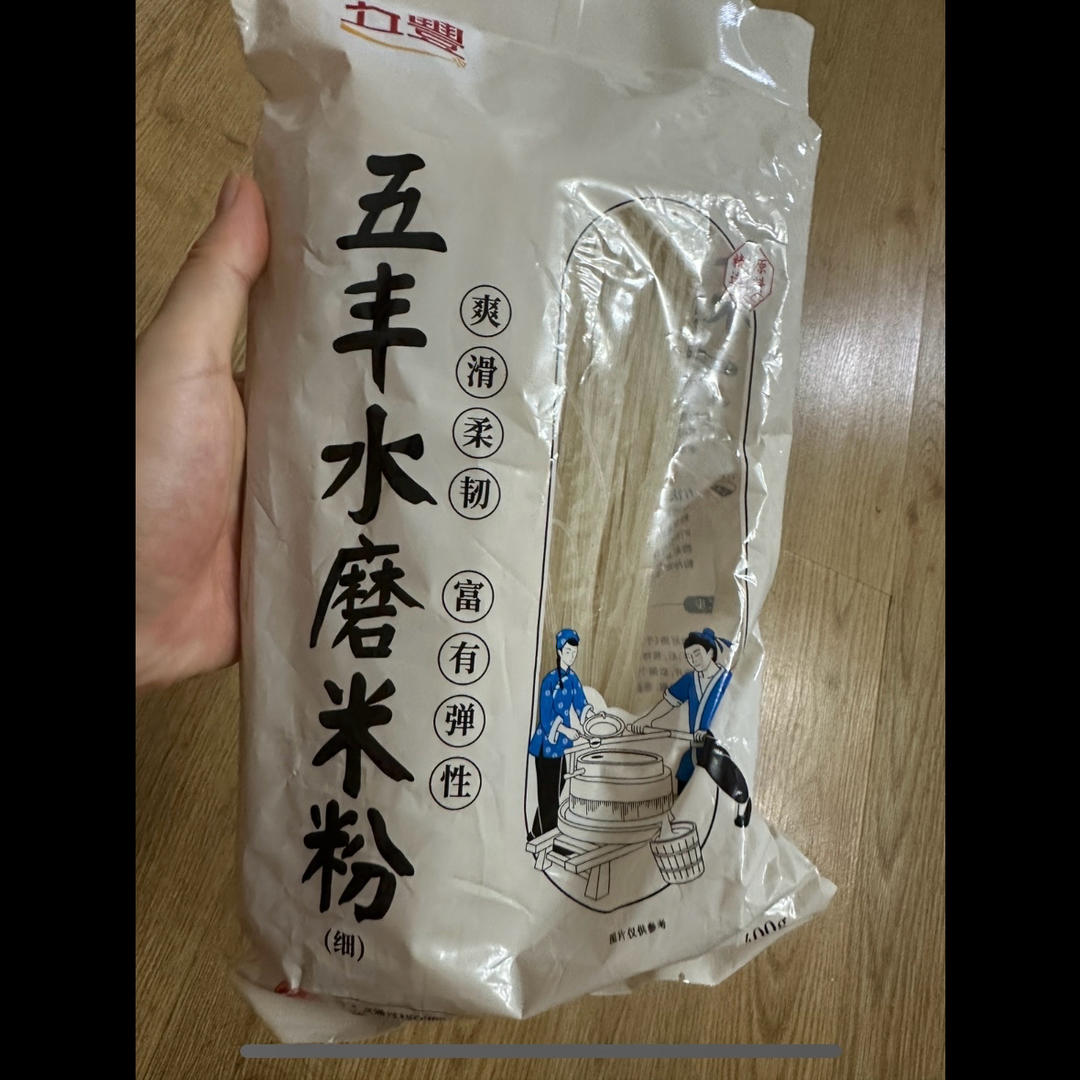 五豐
五丰水磨米粉
(细)
爽滑柔韧
富有弹性
图片仅供参考
400g